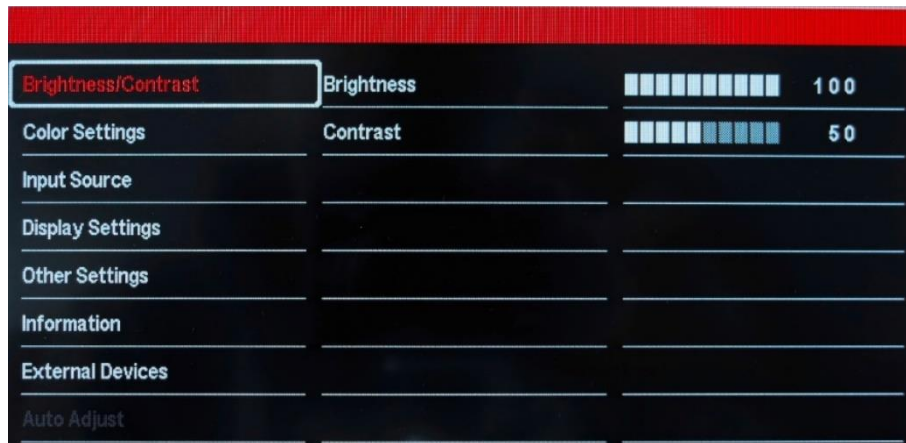 Brightness/Contrast Brightness 100
Color Settings Contrast 50
Input Source
Display Settings
Other Settings
Information
External Devices
Auto Adjust